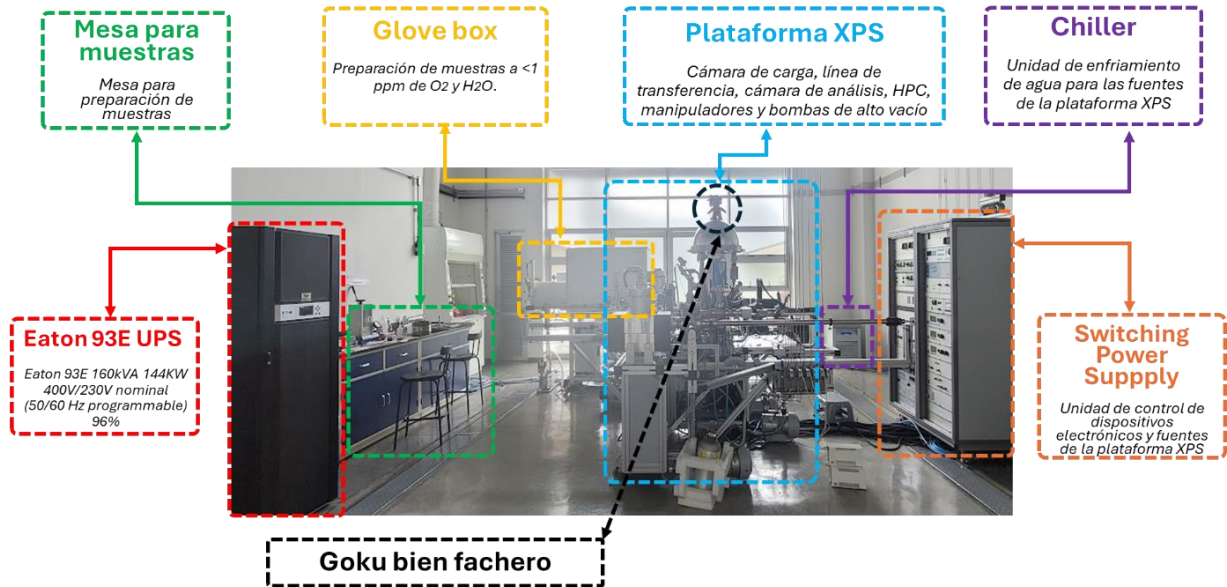 Mesa para
muestras
Mesa para
preparación de
muestras
Glove box
Preparación de muestras a <1
ppm de O2 y H2O.
Plataforma XPS
Cámara de carga, línea de
transferencia, cámara de análisis, HPC,
manipuladores y bombas de alto vacío
Chiller
Unidad de enfriamiento
de agua para las fuentes
de la plataforma XPS
Eaton 93E UPS
Eaton 93E 160kVA 144KW
400V/230V nominal
(50/60 Hz programmable)
96%
Switching
Power
Suppply
Unidad de control de
dispositivos
electrónicos y fuentes
de la plataforma XPS
Goku bien fachero